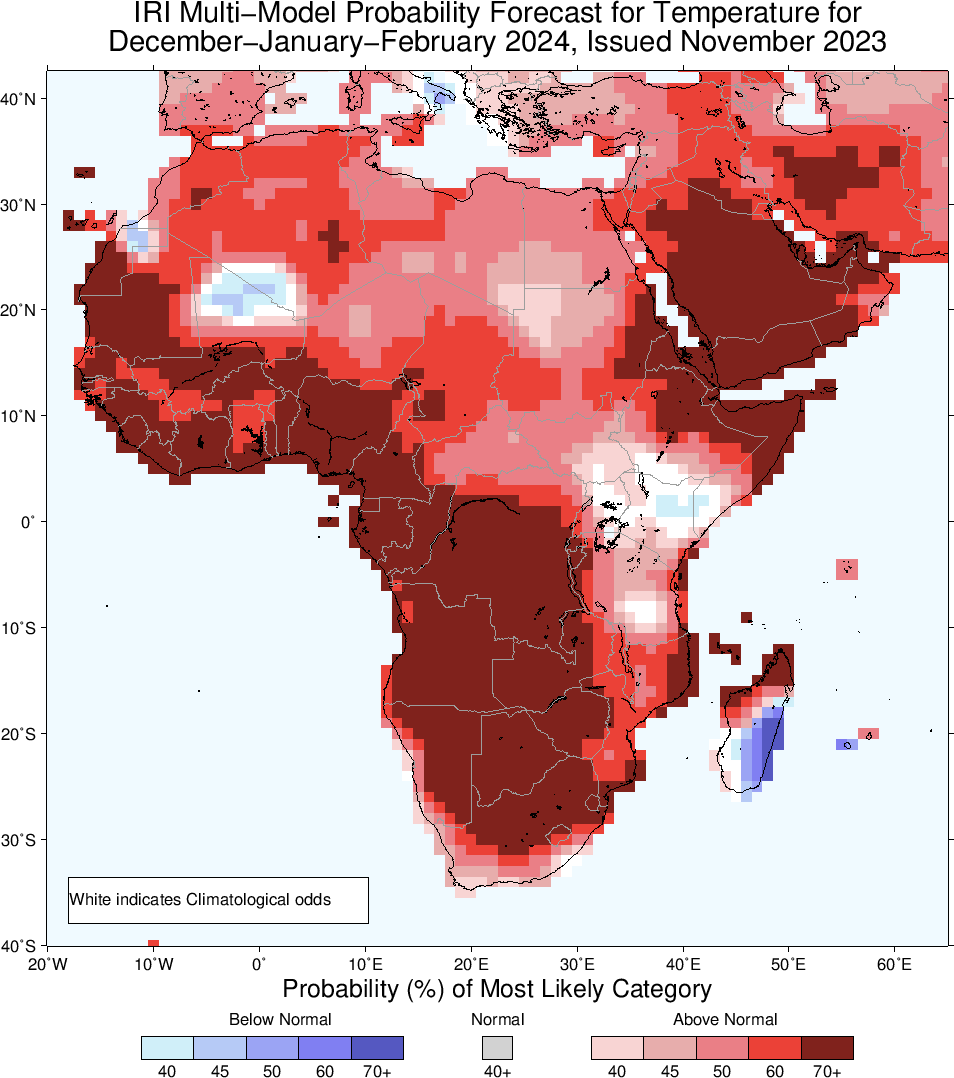 IRI Multi−Model Probability Forecast for Temperature for
December−January−February 2024, Issued November 2023
40˚N
30˚N
20˚N
10˚N
0˚
10˚S
20˚S
30˚S
40˚S
White indicates Climatological odds
20˚W 10˚W 0˚ 10˚E 20˚E 30˚E 40˚E 50˚E 60˚E
Probability (%) of Most Likely Category
Below Normal Normal Above Normal
40 45 50 60 70+ 40+ 40 45 50 60 70+